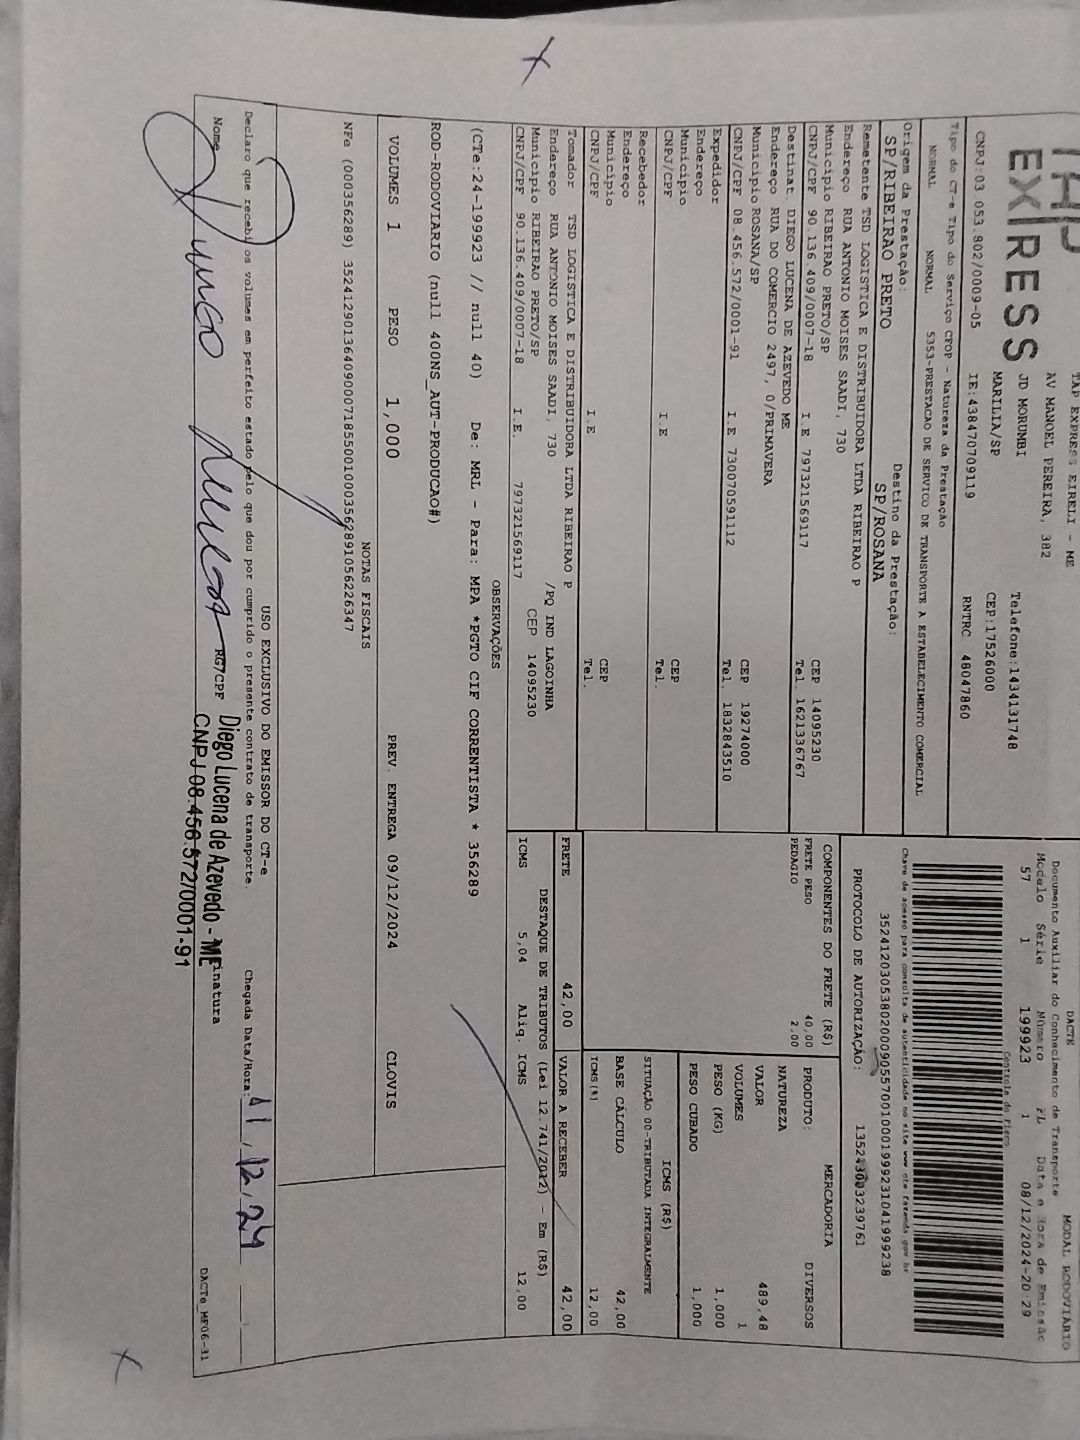 EXPRESS
TAP EXPRESS EIRELI - ME
AV MANOEL PEREIRA, 382
JD MORUMBI
Telefone:1434131748
MARILIA/SP
CEP:17526000
CNPJ:03 053.802/0009-05
IE:438470709119
RNTRC 48047860
DACTE
MODAL RODOVIÁRIO
Documento Auxiliar do Conhecimento de Transporte
Modelo Série Número FL Data e Hora de Emissão
57 1 199923 1 08/12/2024-20:29
Controle do Fisco
Tipo do CT-e Tipo do Serviço CFOP - Natureza da Prestação
NORMAL NORMAL 5353-PRESTACAO DE SERVICO DE TRANSPORTE A ESTABELECIMENTO COMERCIAL
Chave de acesso para consulta de autenticidade no site www cte fazenda gov br
35241203053802000905570010001999231041999238
Origem da Prestação:
SP/RIBEIRAO PRETO
Destino da Prestação:
SP/ROSANA
PROTOCOLO DE AUTORIZAÇÃO:
Remetente TSD LOGISTICA E DISTRIBUIDORA LTDA RIBEIRAO P
Endereço RUA ANTONIO MOISES SAADI, 730
Municipio RIBEIRAO PRETO/SP
CEP 14095230
CNPJ/CPF 90.136.409/0007-18 I.E 797321569117 Tel. 1621336767
Destinat. DIEGO LUCENA DE AZEVEDO ME
Endereço RUA DO COMERCIO 2497, 0/PRIMAVERA
Municipio ROSANA/SP
CEP 19274000
CNPJ/CPF 08.456.572/0001-91 I.E 730070591112 Tel. 1832843510
Expedidor
Endereço
Municipio
CEP
CNPJ/CPF I.E Tel.
Recebedor
Endereço
Municipio
CEP
CNPJ/CPF I.E Tel.
Tomador TSD LOGISTICA E DISTRIBUIDORA LTDA RIBEIRAO P
Endereço RUA ANTONIO MOISES SAADI, 730 /PQ IND LAGOINHA
Municipio RIBEIRAO PRETO/SP CEP 14095230
CNPJ/CPF 90.136.409/0007-18 I.E. 797321569117
COMPONENTES DO FRETE (R$)
FRETE PESO 40,00
PEDAGIO 2,00
MERCADORIA
PRODUTO: DIVERSOS
NATUREZA
VALOR 489,48
VOLUMES 1
PESO (KG) 1,000
PESO CUBADO 1,000
ICMS (R$)
SITUAÇÃO 00-TRIBUTADA INTEGRALMENTE
BASE CÁLCULO 42,00
ICMS(%) 12,00
FRETE 42,00
VALOR A RECEBER 42,00
DESTAQUE DE TRIBUTOS (Lei 12 741/2012) - Em (R$)
ICMS 5,04 Aliq. ICMS 12,00
OBSERVAÇÕES
(CTe:24-199923 // null 40) De: MRL - Para: MPA *PGTO CIF CORRENTISTA * 356289
ROD-RODOVIARIO (null 400NS_AUT-PRODUCAO#)
VOLUMES 1 PESO 1,000 PREV. ENTREGA 09/12/2024 CLOVIS
NOTAS FISCAIS
NFe (000356289) 35241290136409000718550010003562891056226347
USO EXCLUSIVO DO EMISSOR DO CT-e
Declaro que recebi os volumes em perfeito estado pelo que dou por cumprido o presente contrato de transporte.
Chegada Data/Hora: 11, 12, 24
Nome
RG/CPF
inatura
Diego Lucena de Azevedo - ME
CNPJ 08.456.572/0001-91
DACTe_MF06-31